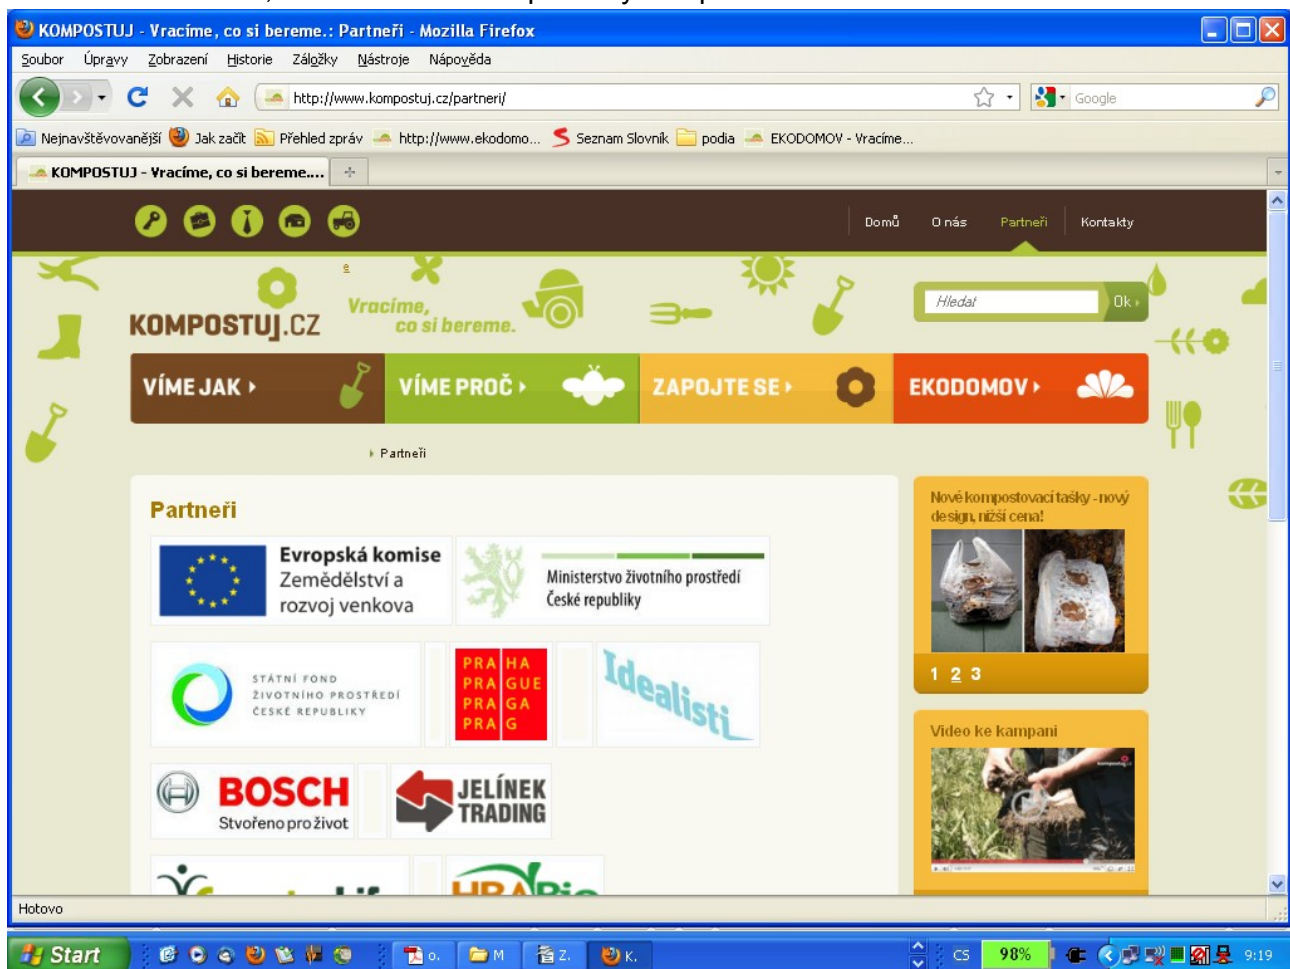 KOMPOSTUJ - Vracíme, co si bereme.: Partneři - Mozilla Firefox
Soubor Úpravy Zobrazení Historie Záložky Nástroje Nápověda
http://www.kompostuj.cz/partneri/
Google
Nejnavštěvovanější Jak začít Přehled zpráv http://www.ekodomo... Seznam Slovník podia EKODOMOV - Vracíme...
KOMPOSTUJ - Vracíme, co si bereme....
Domů O nás Partneři Kontakty
e
KOMPOSTUJ.CZ
Vracíme,
co si bereme.
Hledat Ok
VÍME JAK VÍME PROČ ZAPOJTE SE EKODOMOV
Partneři
Partneři
Evropská komise
Zemědělství a
rozvoj venkova
Ministerstvo životního prostředí
České republiky
STÁTNÍ FOND
ŽIVOTNÍHO PROSTŘEDÍ
ČESKÉ REPUBLIKY
PRA HA
PRA GUE
PRA GA
PRA G
Idealisti
BOSCH
Stvořeno pro život
JELÍNEK
TRADING
Nové kompostovací tašky - nový
design, nižší cena!
1 2 3
Video ke kampani
Hotovo
Start o. M Z. K. CS 98% 9:19